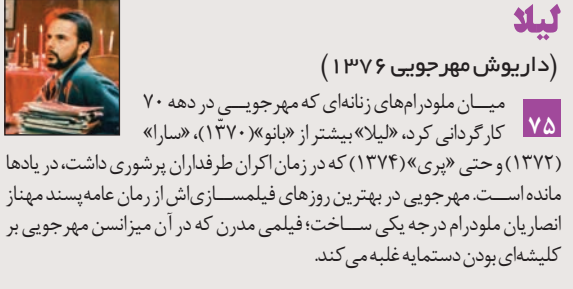 لیلا
(داریوش مهرجویی ۱۳۷۶)
میـــان ملودرام‌های زنانه‌ای که مهرجویـــی در دهه ۷۰
۷۵
کارگردانی کرد، «لیلا» بیشتر از «بانو»(۱۳۷۰)، «سارا»
(۱۳۷۲) و حتی «پری»(۱۳۷۴) که در زمان اکران طرفداران پرشوری داشت، در یادها
مانده اســت. مهرجویی در بهترین روزهای فیلمســازی‌اش از رمان عامه‌پسند مهناز
انصاریان ملودرام درجه یکی ســاخت؛ فیلمی مدرن که در آن میزانسن مهرجویی بر
کلیشه‌ای بودن دستمایه غلبه می‌کند.